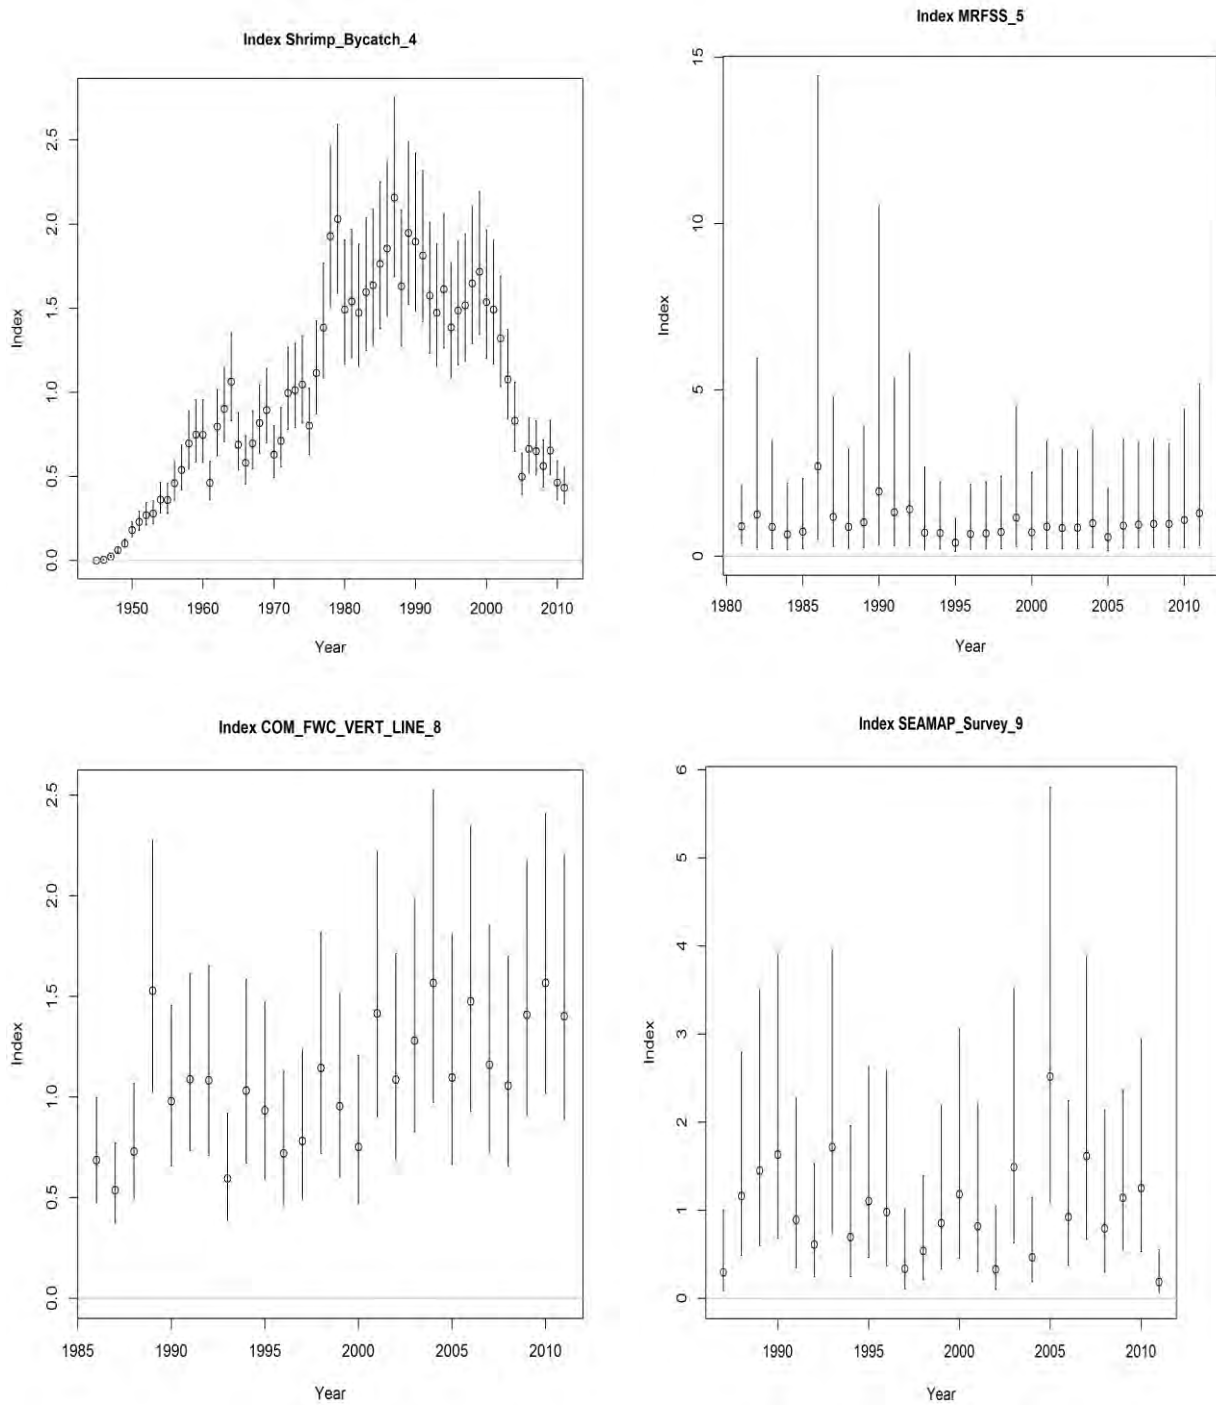 Index Shrimp_Bycatch_4
Index
0.0 0.5 1.0 1.5 2.0 2.5
1950 1960 1970 1980 1990 2000 2010
Year
Index MRFSS_5
Index
0 5 10 15
1980 1985 1990 1995 2000 2005 2010
Year
Index COM_FWC_VERT_LINE_8
Index
0.0 0.5 1.0 1.5 2.0 2.5
1985 1990 1995 2000 2005 2010
Year
Index SEAMAP_Survey_9
Index
0 1 2 3 4 5 6
1990 1995 2000 2005 2010
Year